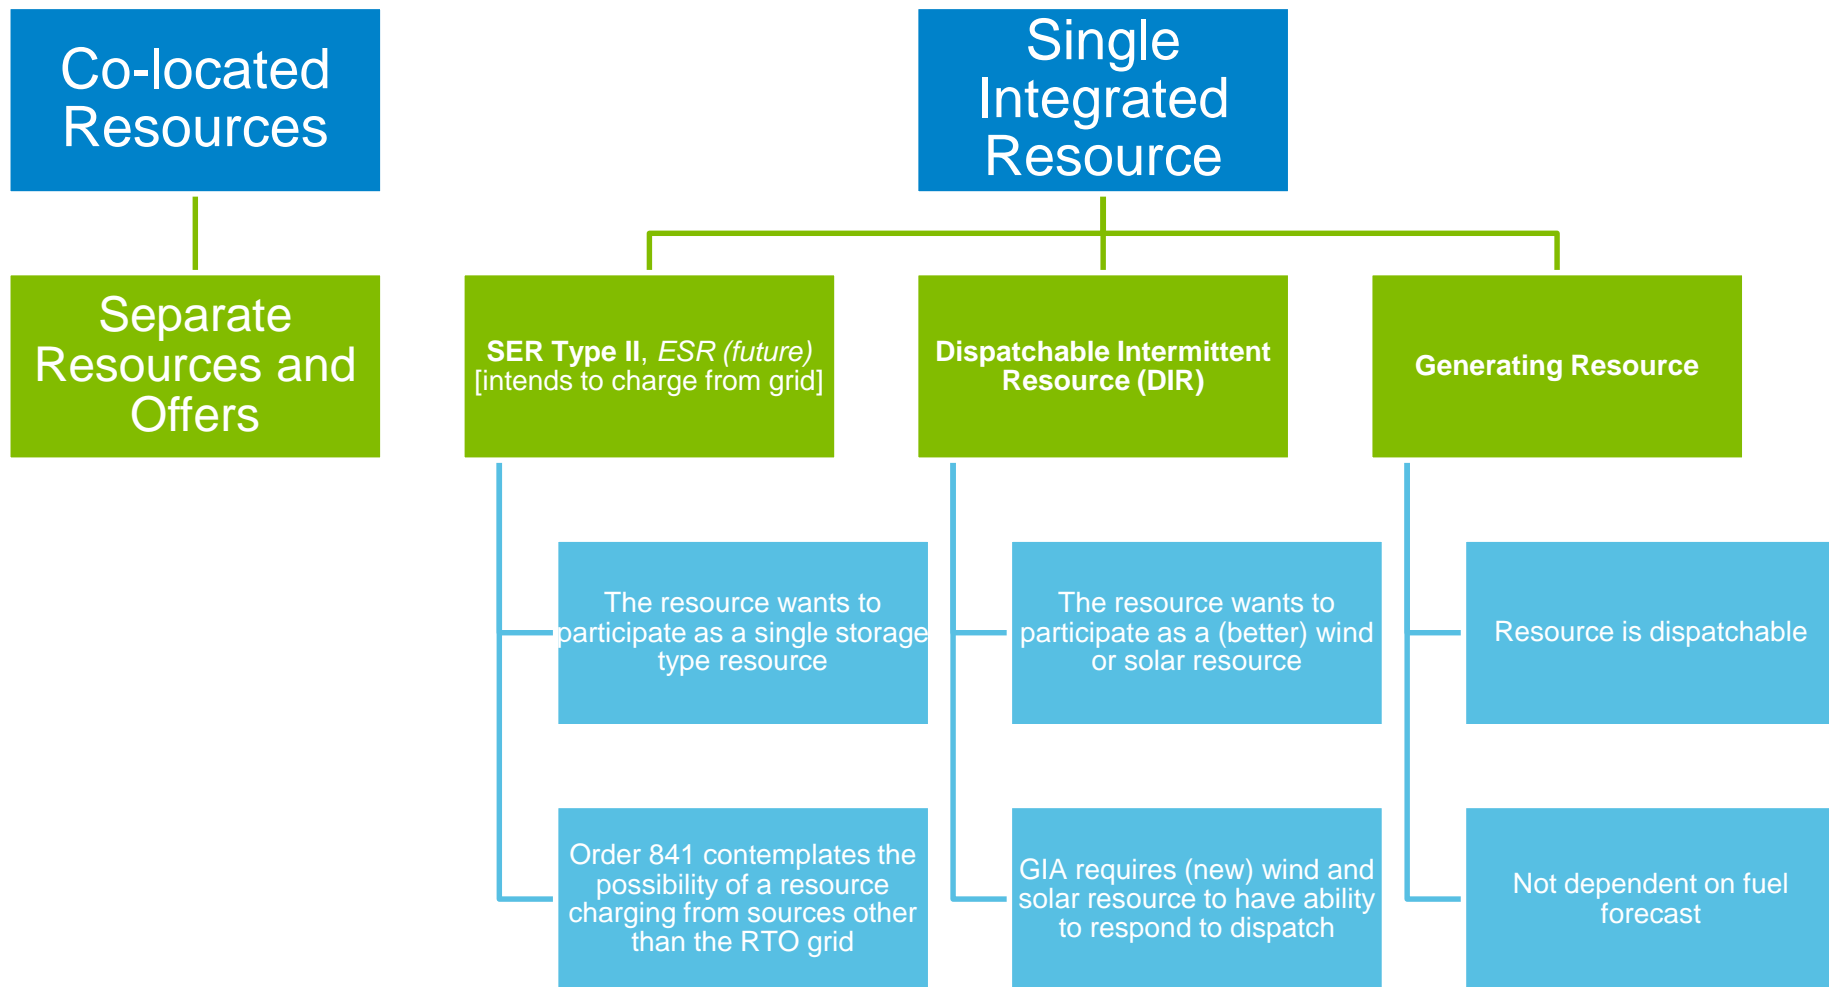 Co-located
Resources
Single
Integrated
Resource
Separate
Resources and
Offers
SER Type II, ESR (future)
[intends to charge from grid]
Dispatchable Intermittent
Resource (DIR)
Generating Resource
The resource wants to
participate as a single storage
type resource
The resource wants to
participate as a (better) wind
or solar resource
Resource is dispatchable
Order 841 contemplates the
possibility of a resource
charging from sources other
than the RTO grid
GIA requires (new) wind and
solar resource to have ability
to respond to dispatch
Not dependent on fuel
forecast